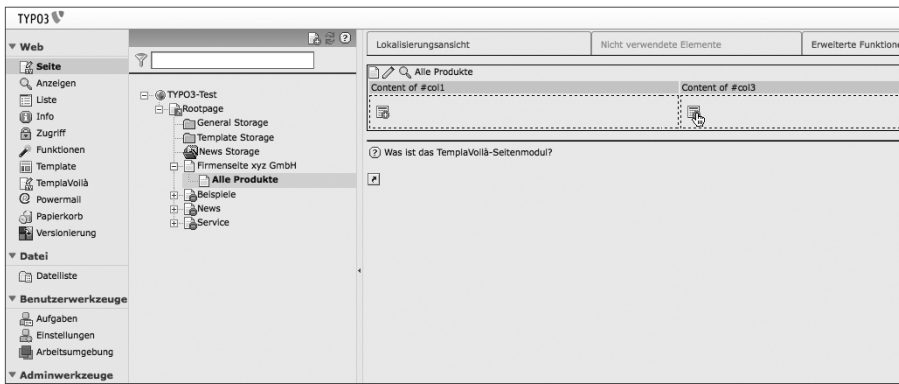 TYPO3
Web
Seite
Anzeigen
Liste
Info
Zugriff
Funktionen
Template
TemplaVoilà
Powermail
Papierkorb
Versionierung
Datei
Dateiliste
Benutzerwerkzeuge
Aufgaben
Einstellungen
Arbeitsumgebung
Adminwerkzeuge
TYPO3-Test
Rootpage
General Storage
Template Storage
News Storage
Firmenseite xyz GmbH
Alle Produkte
Beispiele
News
Service
Lokalisierungsansicht
Nicht verwendete Elemente
Erweiterte Funktione
Alle Produkte
Content of #col1
Content of #col3
Was ist das TemplaVoilà-Seitenmodul?